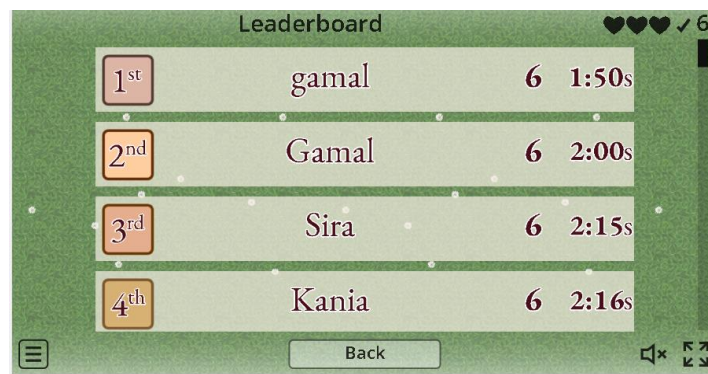 Leaderboard ✓ 6
1st gamal 6 1:50s
2nd Gamal 6 2:00s
3rd Sira 6 2:15s
4th Kania 6 2:16s
Back